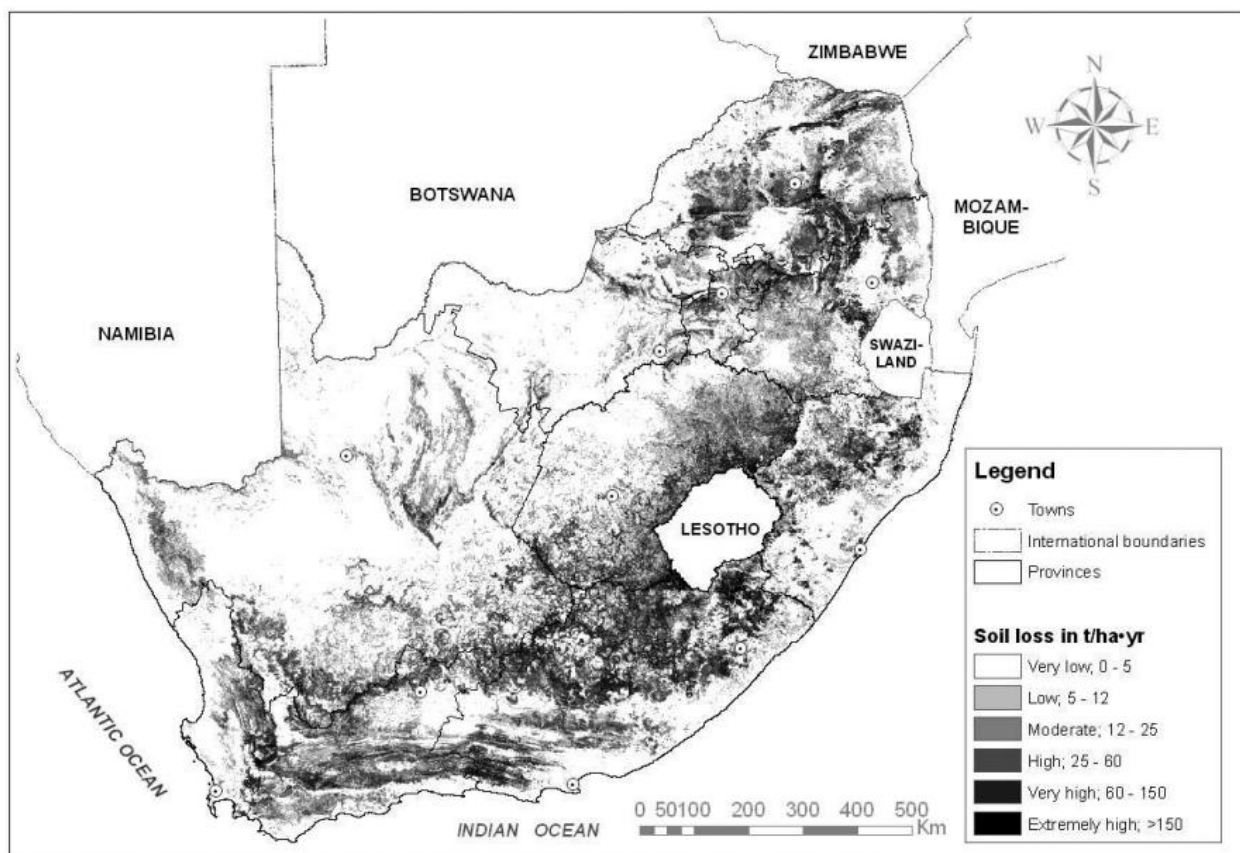 ZIMBABWE
N
W
E
S
BOTSWANA
MOZAM-
BIQUE
NAMIBIA
SWAZI-
LAND
LESOTHO
ATLANTIC OCEAN
INDIAN OCEAN
0 50 100 200 300 400 500
Km
Legend
Towns
International boundaries
Provinces
Soil loss in t/ha•yr
Very low; 0 - 5
Low; 5 - 12
Moderate; 12 - 25
High; 25 - 60
Very high; 60 - 150
Extremely high; >150